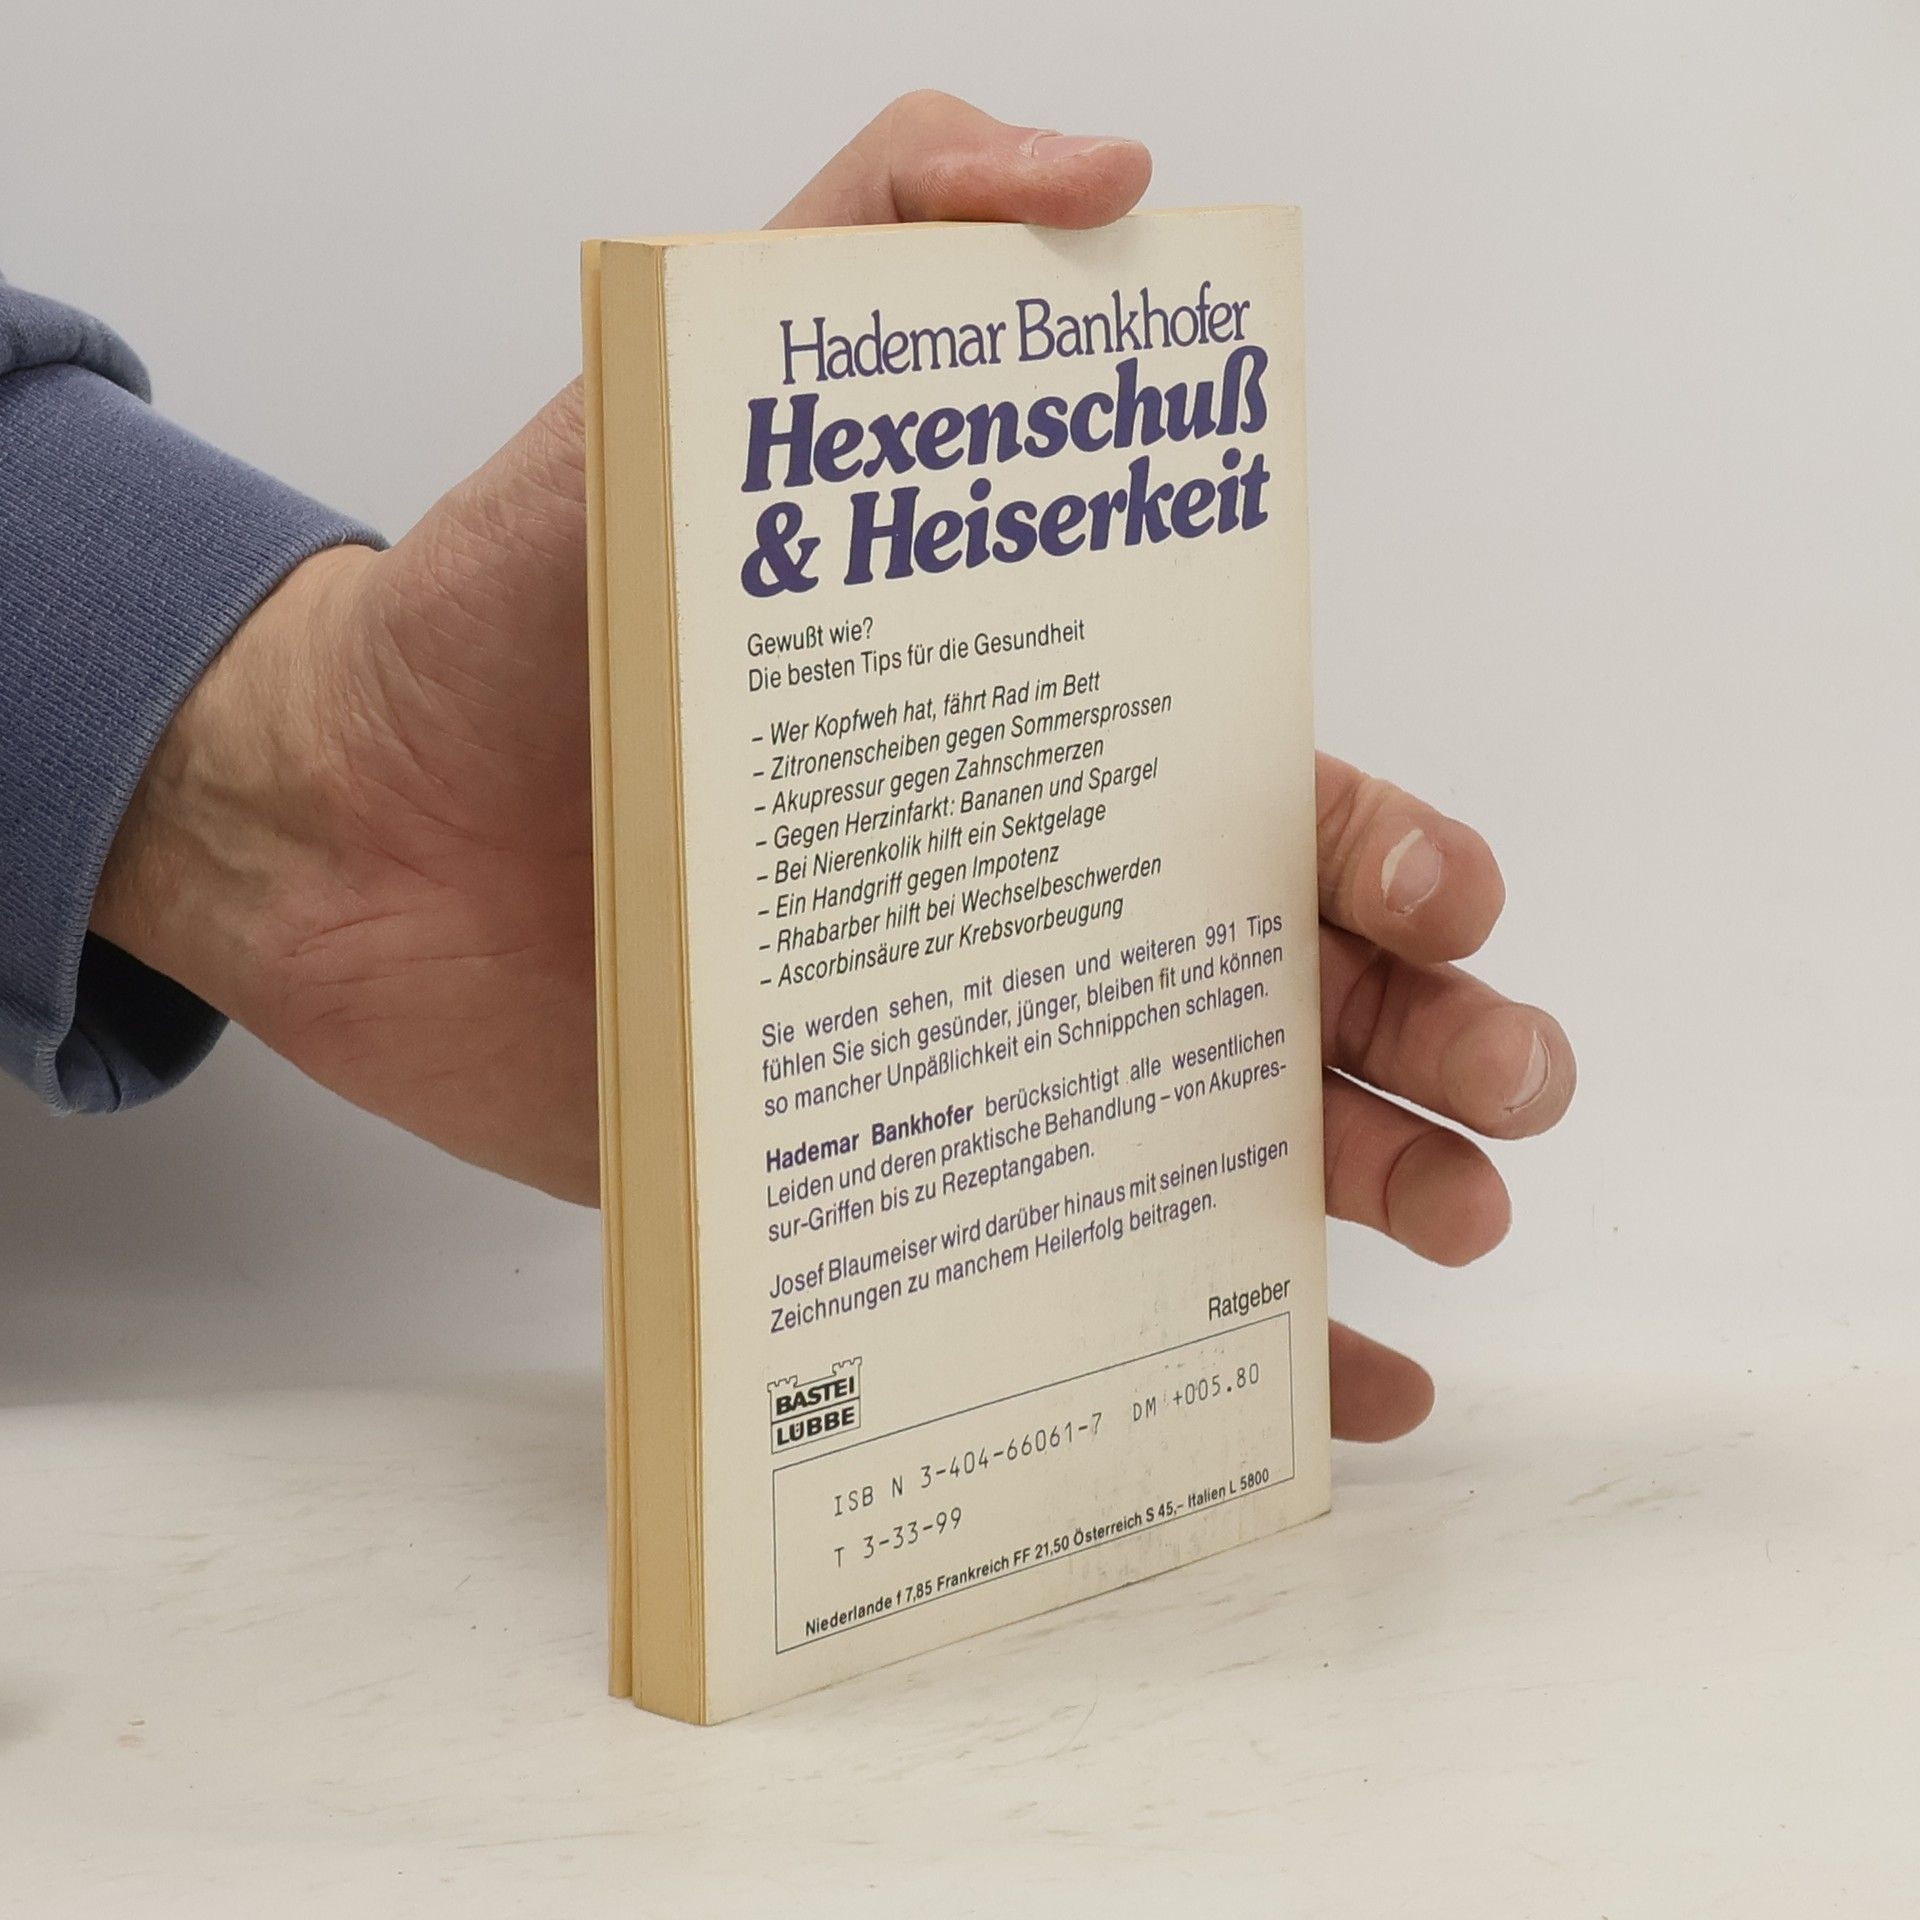 Hademar Bankhofer
Hexenschuß
& Heiserkeit
Gewußt wie?
Die besten Tips für die Gesundheit
– Wer Kopfweh hat, fährt Rad im Bett
– Zitronenscheiben gegen Sommersprossen
– Akupressur gegen Zahnschmerzen
– Gegen Herzinfarkt: Bananen und Spargel
– Bei Nierenkolik hilft ein Sektgelage
– Ein Handgriff gegen Impotenz
– Rhabarber hilft bei Wechselbeschwerden
– Ascorbinsäure zur Krebsvorbeugung
Sie werden sehen, mit diesen und weiteren 991 Tips
fühlen Sie sich gesünder, jünger, bleiben fit und können
so mancher Unpäßlichkeit ein Schnippchen schlagen.
Hademar Bankhofer berücksichtigt alle wesentlichen
Leiden und deren praktische Behandlung – von Akupres-
sur-Griffen bis zu Rezeptangaben.
Josef Blaumeiser wird darüber hinaus mit seinen lustigen
Zeichnungen zu manchem Heilerfolg beitragen.
Ratgeber
BASTEI
LÜBBE
ISB N 3-404-66061-7 DM +005.80
T 3-33-99
Niederlande f 7,85 Frankreich FF 21,50 Österreich S 45,– Italien L 5800